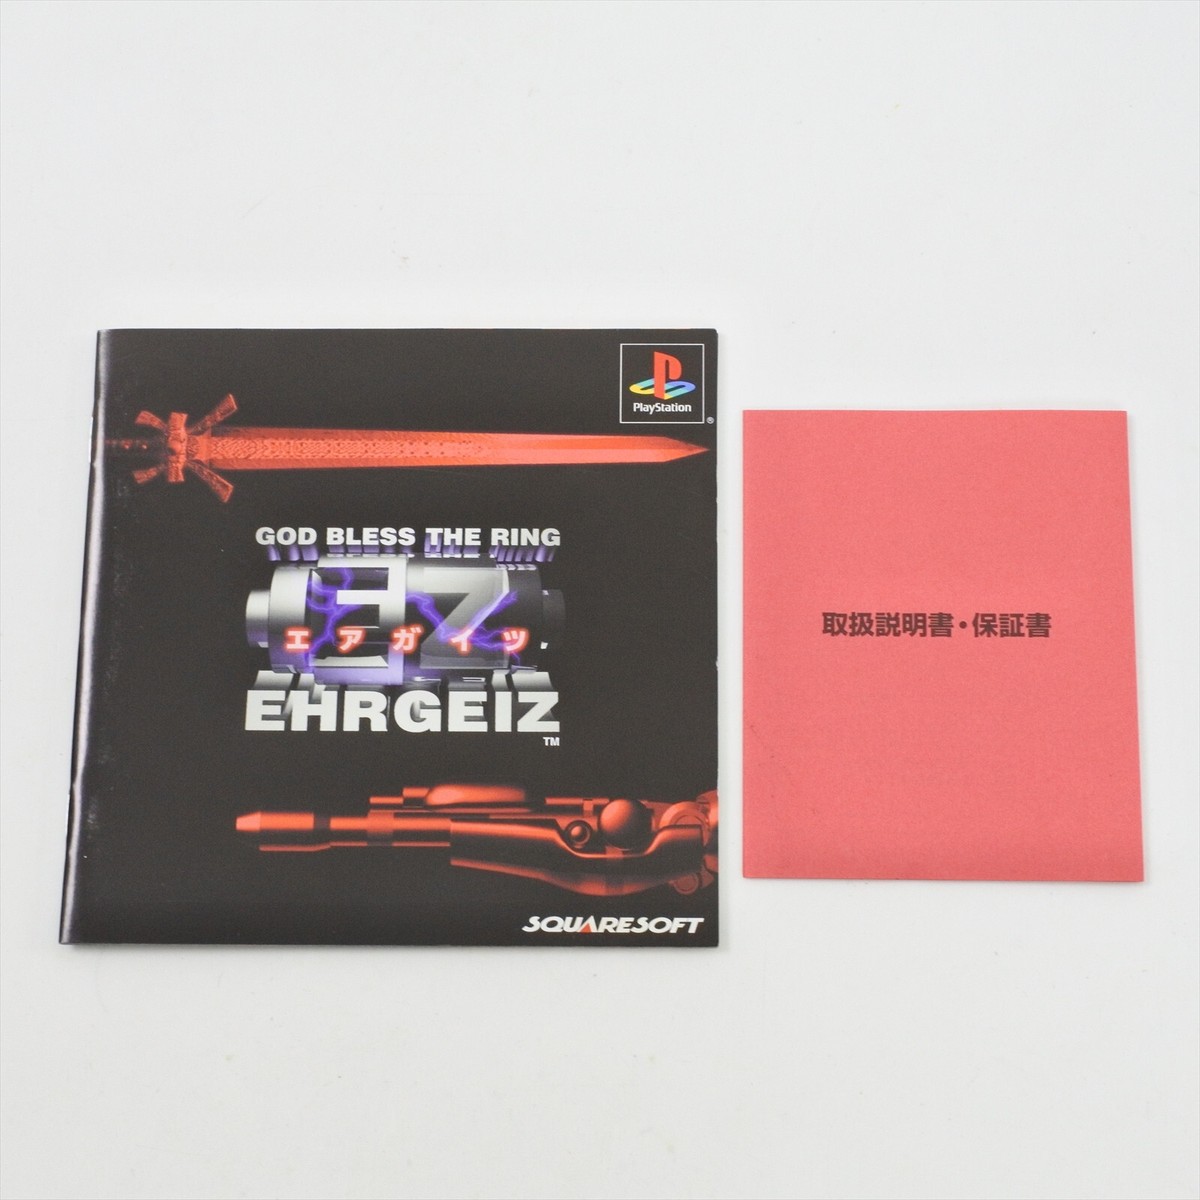 PlayStation
®
GOD BLESS THE RING
EZ
エアガイツ
EHRGEIZ
TM
SQUARESOFT
取扱説明書・保証書